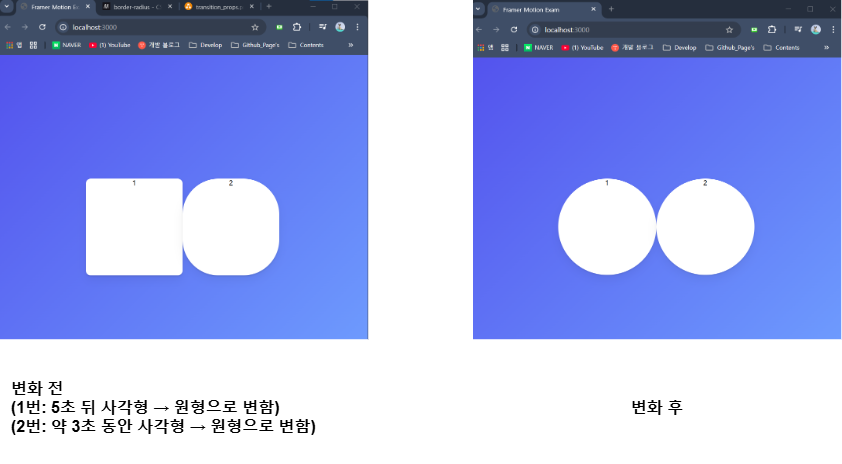 Framer Motion E
border-radius - C
transition_props.
localhost:3000
앱
NAVER
(1) YouTube
개발 블로그
Develop
Github_Page's
Contents
1
2
Framer Motion Exam
localhost:3000
앱
NAVER
(1) YouTube
개발 블로그
Develop
Github_Page's
Contents
1
2
변화 전
(1번: 5초 뒤 사각형 → 원형으로 변함)
(2번: 약 3초 동안 사각형 → 원형으로 변함)
변화 후